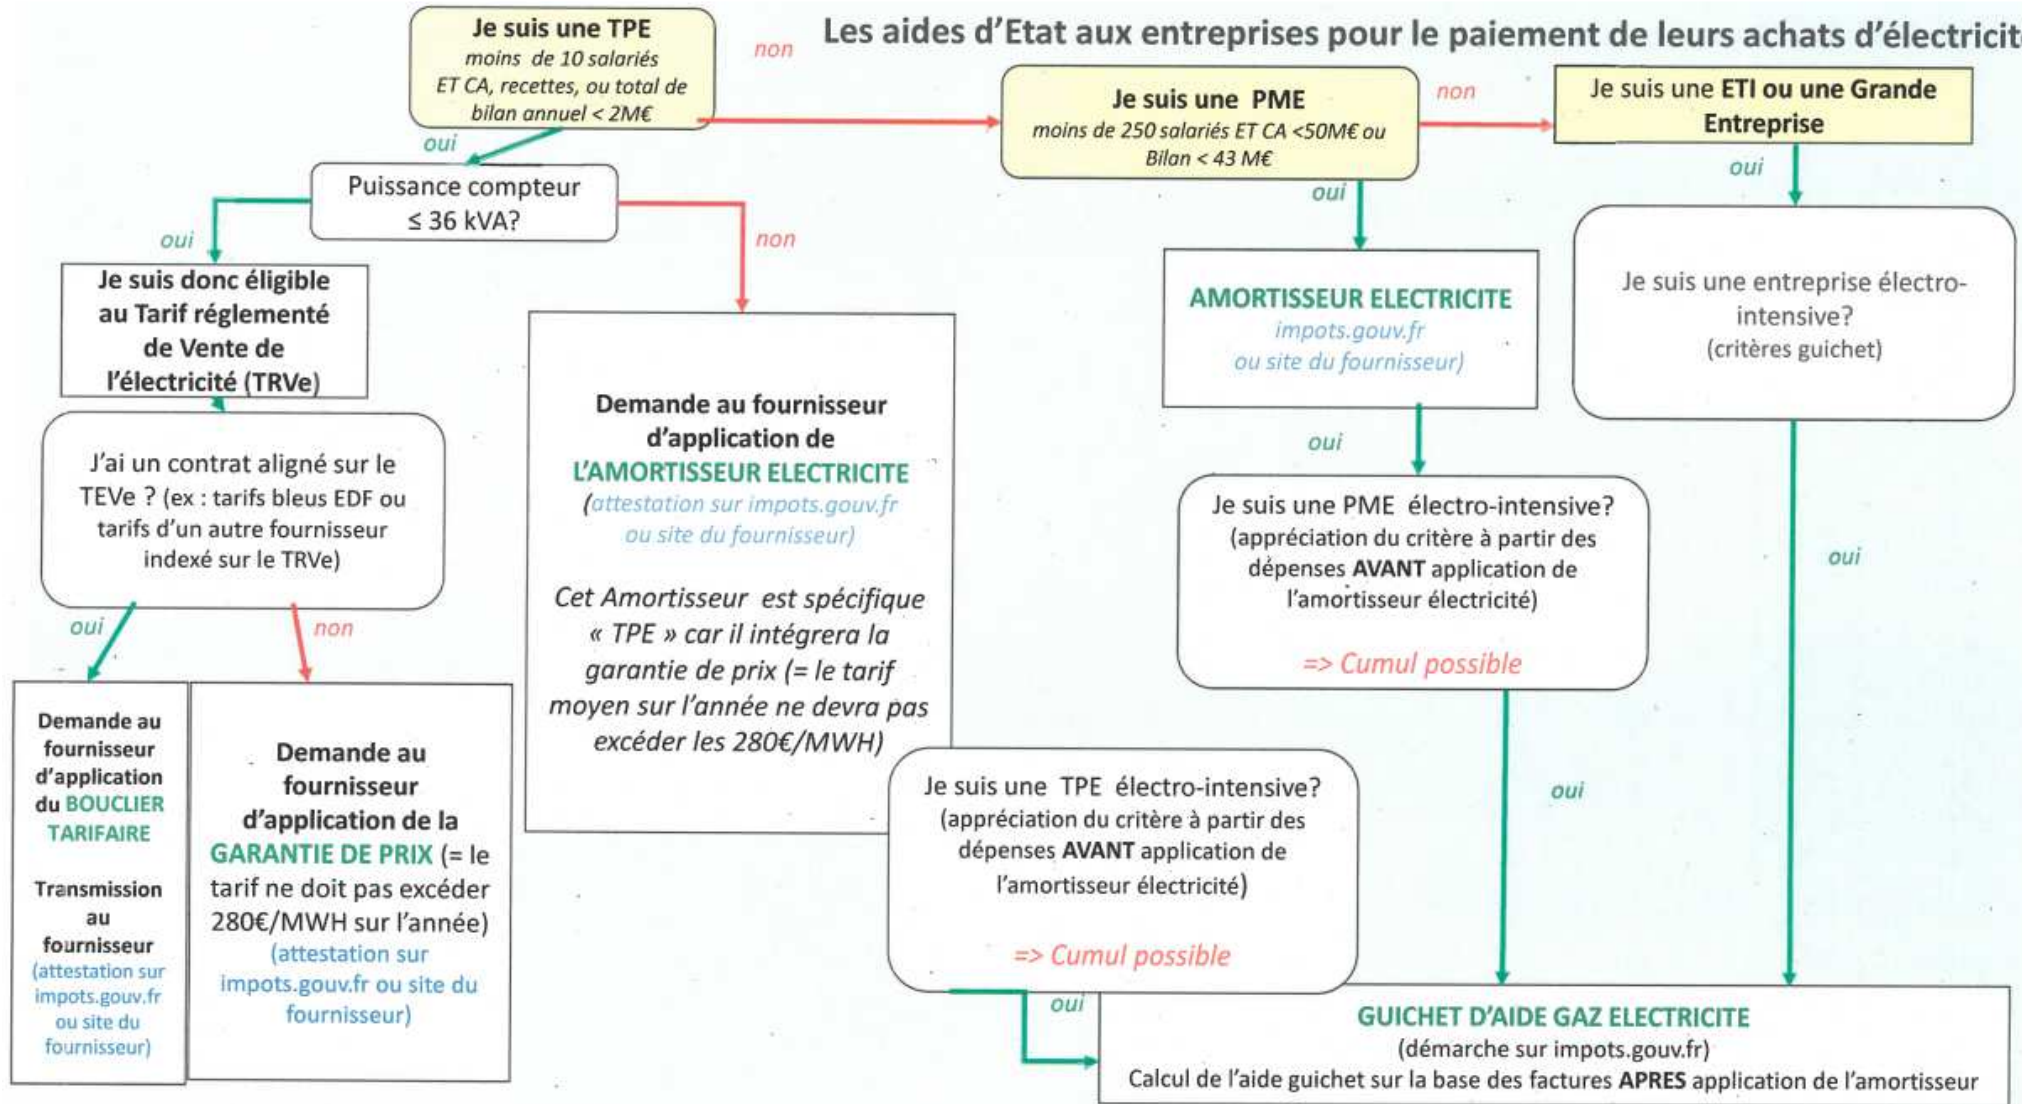 Les aides d'Etat aux entreprises pour le paiement de leurs achats d'électricit
Je suis une TPE
moins de 10 salariés
ET CA, recettes, ou total de
bilan annuel < 2M€
non
oui
Je suis une PME
moins de 250 salariés ET CA <50M€ ou
Bilan < 43 M€
non
oui
Je suis une ETI ou une Grande
Entreprise
oui
Puissance compteur
≤ 36 kVA?
oui
non
Je suis donc éligible
au Tarif réglementé
de Vente de
l'électricité (TRVe)
J'ai un contrat aligné sur le
TEVe ? (ex : tarifs bleus EDF ou
tarifs d'un autre fournisseur
indexé sur le TRVe)
oui
non
Demande au
fournisseur
d'application
du BOUCLIER
TARIFAIRE
Transmission
au
fournisseur
(attestation sur
impots.gouv.fr
ou site du
fournisseur)
Demande au
fournisseur
d'application de la
GARANTIE DE PRIX (= le
tarif ne doit pas excéder
280€/MWH sur l'année)
(attestation sur
impots.gouv.fr ou site du
fournisseur)
Demande au fournisseur
d'application de
L'AMORTISSEUR ELECTRICITE
(attestation sur impots.gouv.fr
ou site du fournisseur)
Cet Amortisseur est spécifique
« TPE » car il intégrera la
garantie de prix (= le tarif
moyen sur l'année ne devra pas
excéder les 280€/MWH)
Je suis une TPE électro-intensive?
(appréciation du critère à partir des
dépenses AVANT application de
l'amortisseur électricité)
=> Cumul possible
oui
AMORTISSEUR ELECTRICITE
impots.gouv.fr
ou site du fournisseur)
oui
Je suis une PME électro-intensive?
(appréciation du critère à partir des
dépenses AVANT application de
l'amortisseur électricité)
=> Cumul possible
oui
Je suis une entreprise électro-
intensive?
(critères guichet)
oui
GUICHET D'AIDE GAZ ELECTRICITE
(démarche sur impots.gouv.fr)
Calcul de l'aide guichet sur la base des factures APRES application de l'amortisseur